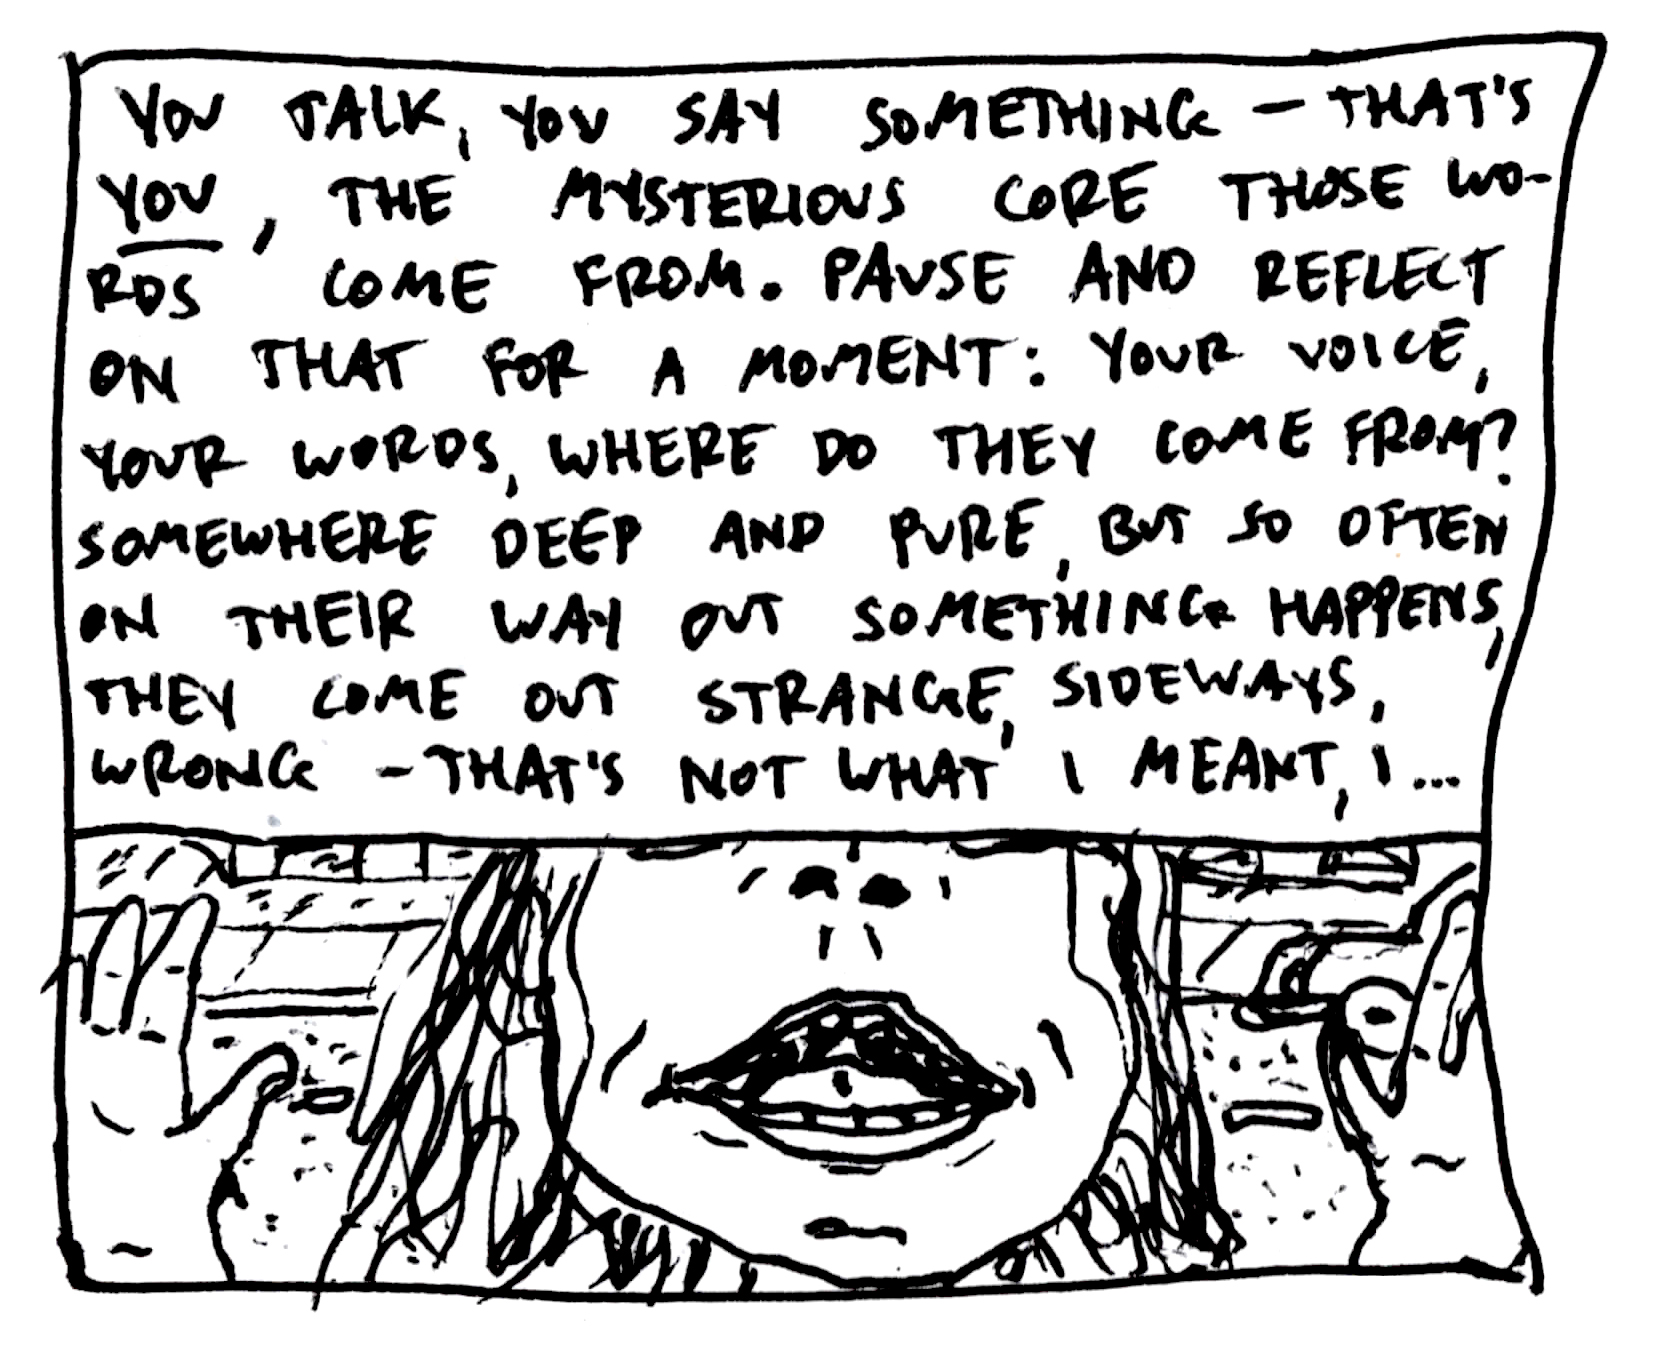 YOU TALK, YOU SAY SOMETHING – THAT'S
YOU, THE MYSTERIOUS CORE THOSE WO-
RDS COME FROM. PAUSE AND REFLECT
ON THAT FOR A MOMENT: YOUR VOICE,
YOUR WORDS, WHERE DO THEY COME FROM?
SOMEWHERE DEEP AND PURE, BUT SO OFTEN
ON THEIR WAY OUT SOMETHING HAPPENS,
THEY COME OUT STRANGE, SIDEWAYS,
WRONG – THAT'S NOT WHAT I MEANT, I...